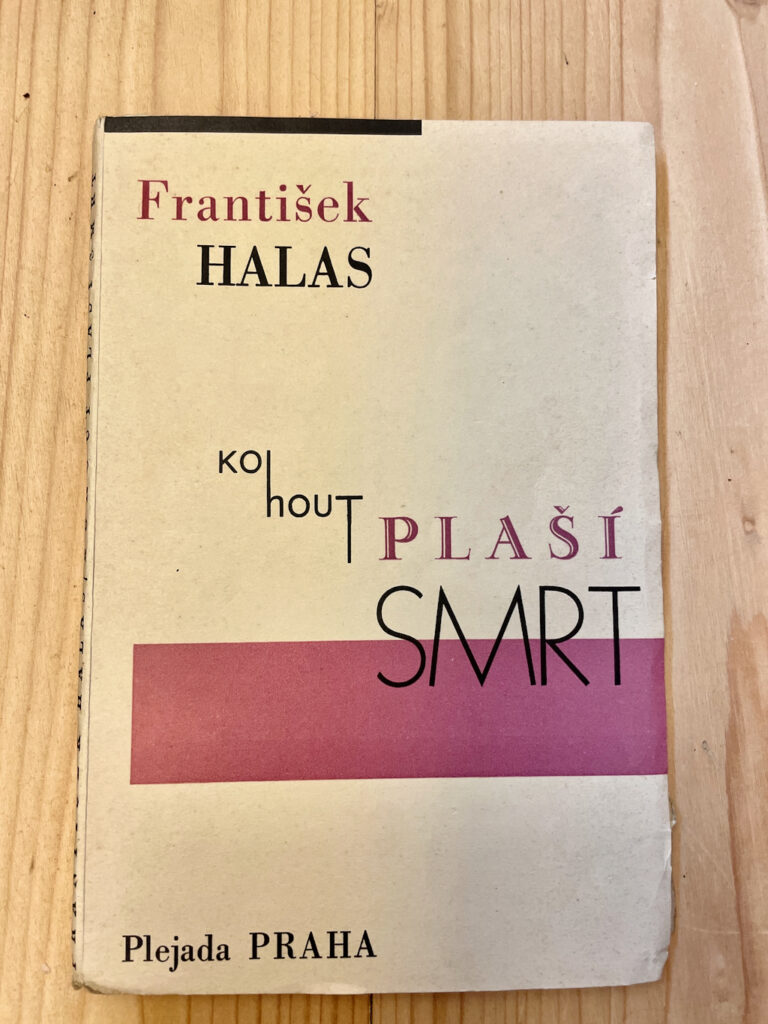 František
HALAS
KOhOUT
PLAŠÍ
SMRT
Plejada PRAHA